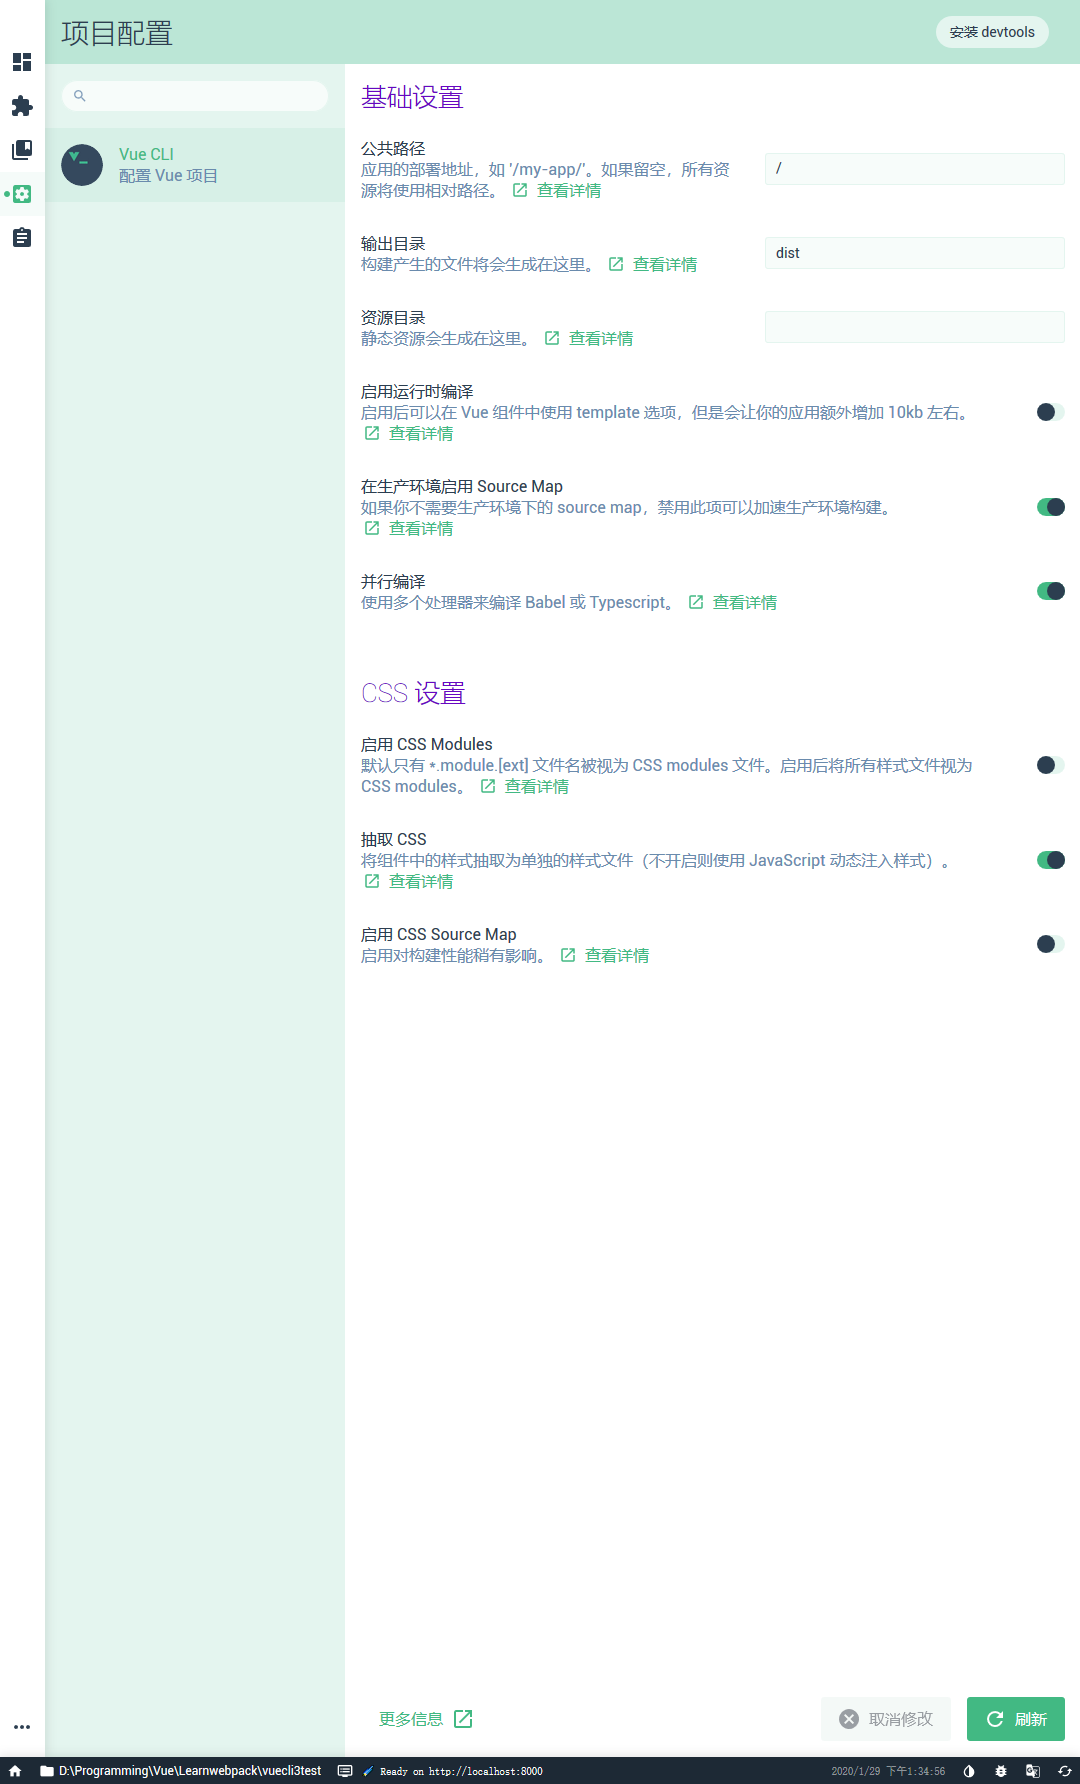 项目配置
安装 devtools
Vue CLI
配置 Vue 项目
基础设置
公共路径
应用的部署地址，如 '/my-app/'。如果留空，所有资
源将使用相对路径。 查看详情
/
输出目录
构建产生的文件将会生成在这里。 查看详情
dist
资源目录
静态资源会生成在这里。 查看详情
启用运行时编译
启用后可以在 Vue 组件中使用 template 选项，但是会让你的应用额外增加 10kb 左右。
查看详情
在生产环境启用 Source Map
如果你不需要生产环境下的 source map，禁用此项可以加速生产环境构建。
查看详情
并行编译
使用多个处理器来编译 Babel 或 Typescript。 查看详情
CSS 设置
启用 CSS Modules
默认只有 *.module.[ext] 文件名被视为 CSS modules 文件。启用后将所有样式文件视为
CSS modules。 查看详情
抽取 CSS
将组件中的样式抽取为单独的样式文件（不开启则使用 JavaScript 动态注入样式）。
查看详情
启用 CSS Source Map
启用对构建性能稍有影响。 查看详情
更多信息
取消修改
刷新
D:\Programming\Vue\Learnwebpack\vuecli3test
Ready on http://localhost:8000
2020/1/29 下午1:34:56